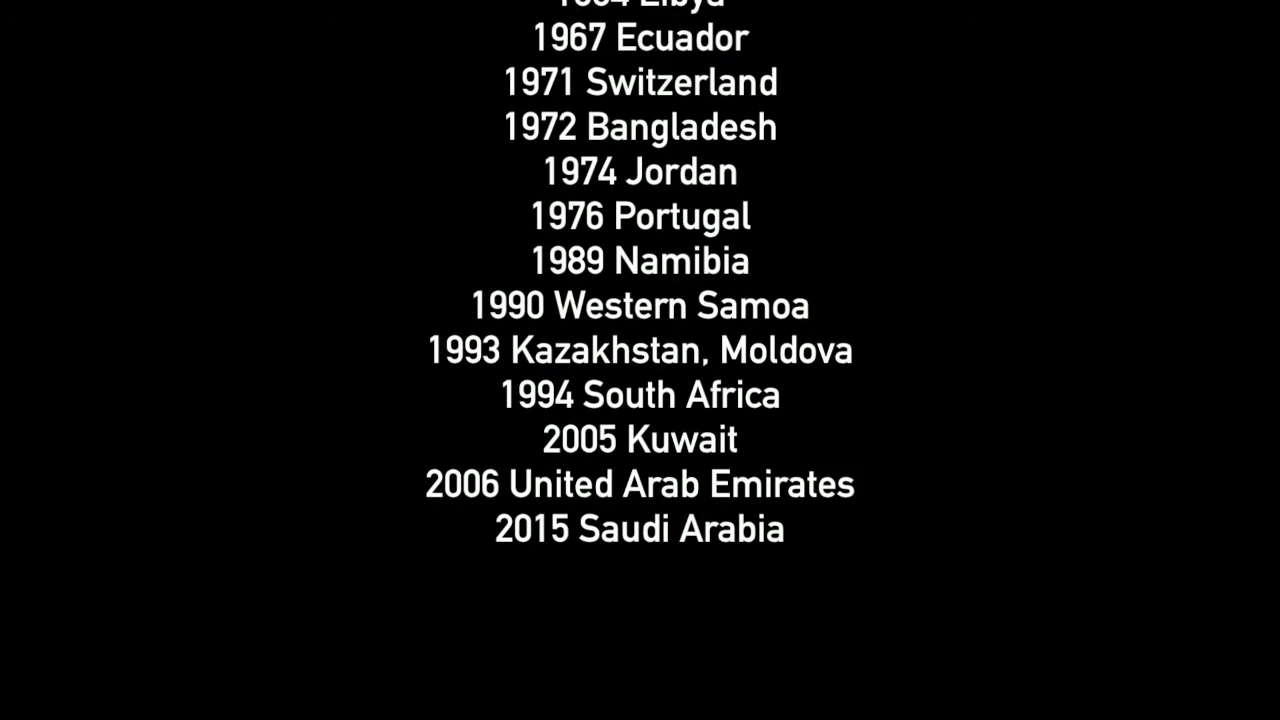 1967 Ecuador
1971 Switzerland
1972 Bangladesh
1974 Jordan
1976 Portugal
1989 Namibia
1990 Western Samoa
1993 Kazakhstan, Moldova
1994 South Africa
2005 Kuwait
2006 United Arab Emirates
2015 Saudi Arabia